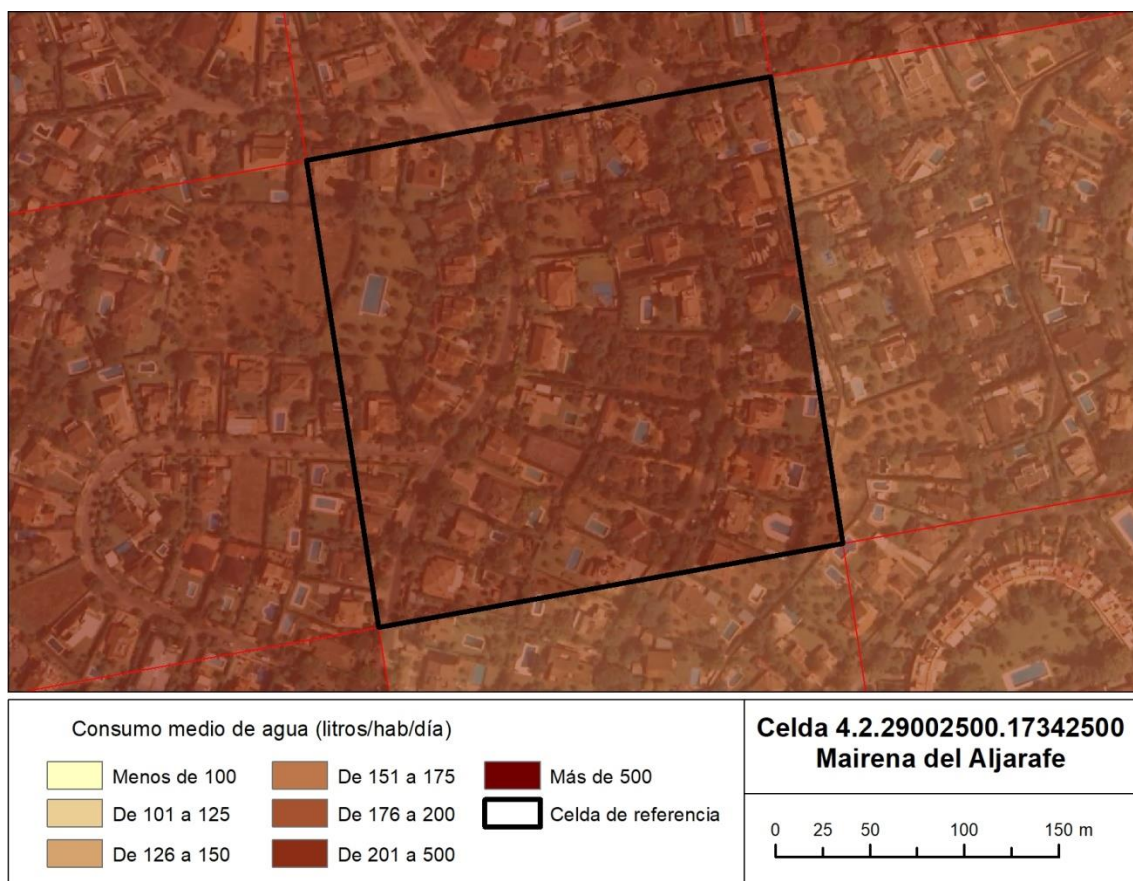 Consumo medio de agua (litros/hab/día)
Menos de 100
De 101 a 125
De 126 a 150
De 151 a 175
De 176 a 200
De 201 a 500
Más de 500
Celda de referencia
Celda 4.2.29002500.17342500
Mairena del Aljarafe
0 25 50 100 150 m